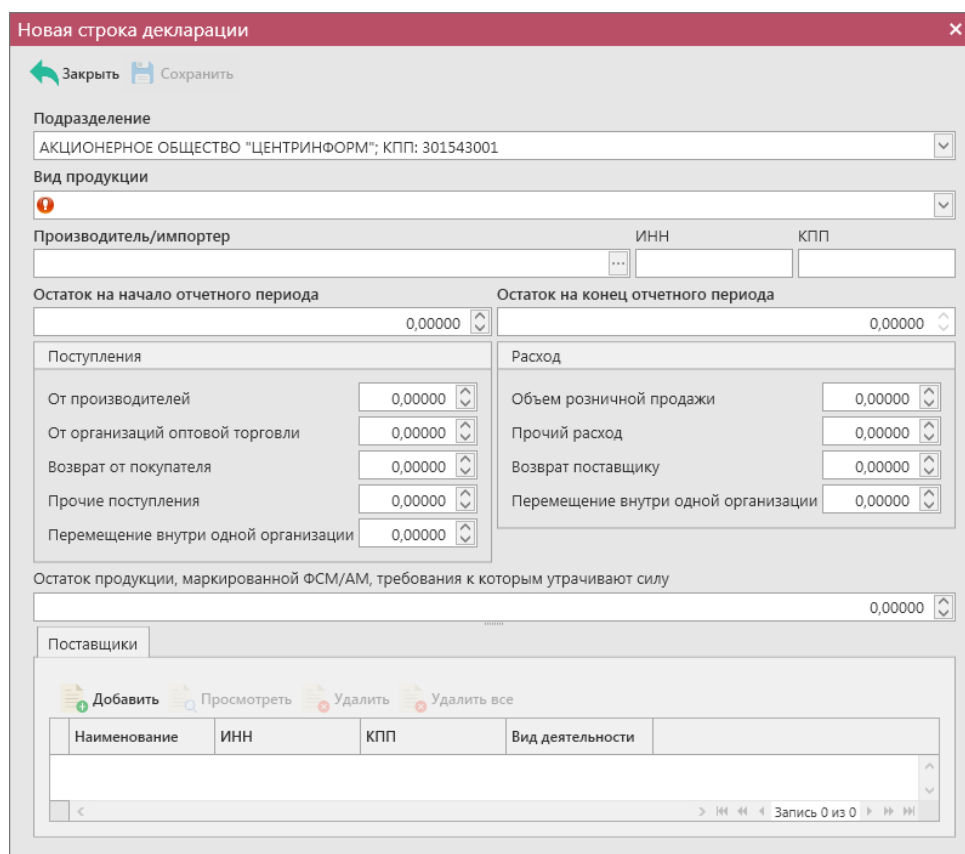 Новая строка декларации
Закрыть Сохранить
Подразделение
АКЦИОНЕРНОЕ ОБЩЕСТВО "ЦЕНТРИНФОРМ"; КПП: 301543001
Вид продукции
Производитель/импортер ИНН КПП
Остаток на начало отчетного периода Остаток на конец отчетного периода
0,00000 0,00000
Поступления Расход
От производителей 0,00000 Объем розничной продажи 0,00000
От организаций оптовой торговли 0,00000 Прочий расход 0,00000
Возврат от покупателя 0,00000 Возврат поставщику 0,00000
Прочие поступления 0,00000 Перемещение внутри одной организации 0,00000
Перемещение внутри одной организации 0,00000
Остаток продукции, маркированной ФСМ/АМ, требования к которым утрачивают силу
0,00000
Поставщики
Добавить Просмотреть Удалить Удалить все
Наименование ИНН КПП Вид деятельности
Запись 0 из 0